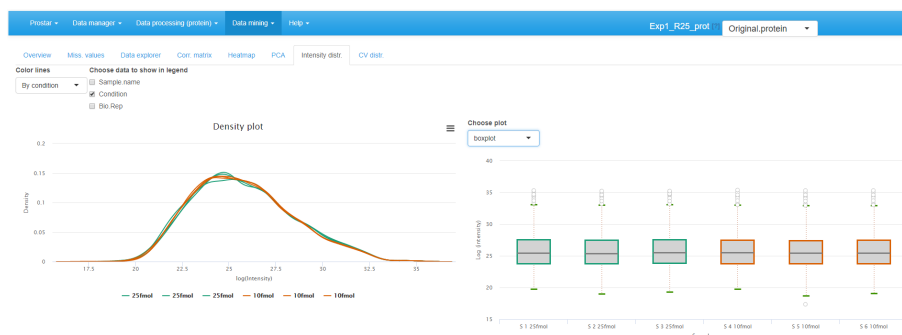 Prostar Data manager Data processing (protein) Data mining Help Exp1_R25_prot Original.protein
Overview Miss. values Data explorer Corr. matrix Heatmap PCA Intensity distr. CV distr.
Color lines Choose data to show in legend
By condition Sample.name
Condition
Bio.Rep
Density plot
0.2
0.15
0.1
0.05
0
Density
17.5 20 22.5 25 27.5 30 32.5 35
log(intensity)
25fmol 25fmol 25fmol 10fmol 10fmol 10fmol
Choose plot
boxplot
40
35
30
25
20
15
Log (intensity)
S 1 25fmol S 2 25fmol S 3 25fmol S 4 10fmol S 5 10fmol S 6 10fmol